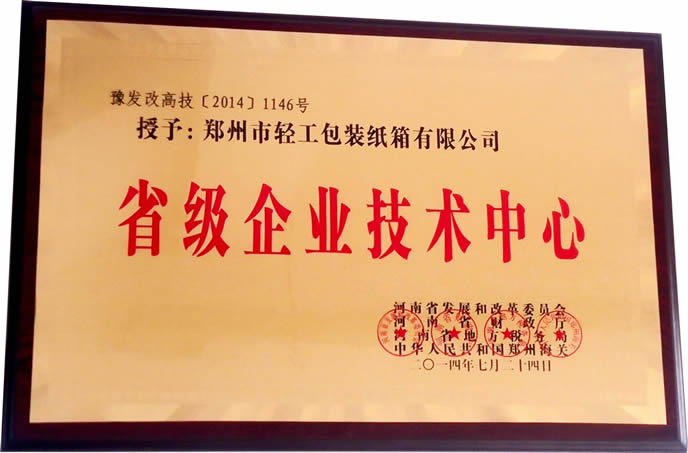 豫发改高技〔2014〕1146号
授予：郑州市轻工包装纸箱有限公司
省级企业技术中心
河南省发展和改革委员会
河南省财政厅
河南省地方税务局
中华人民共和国郑州海关
二〇一四年七月二十四日